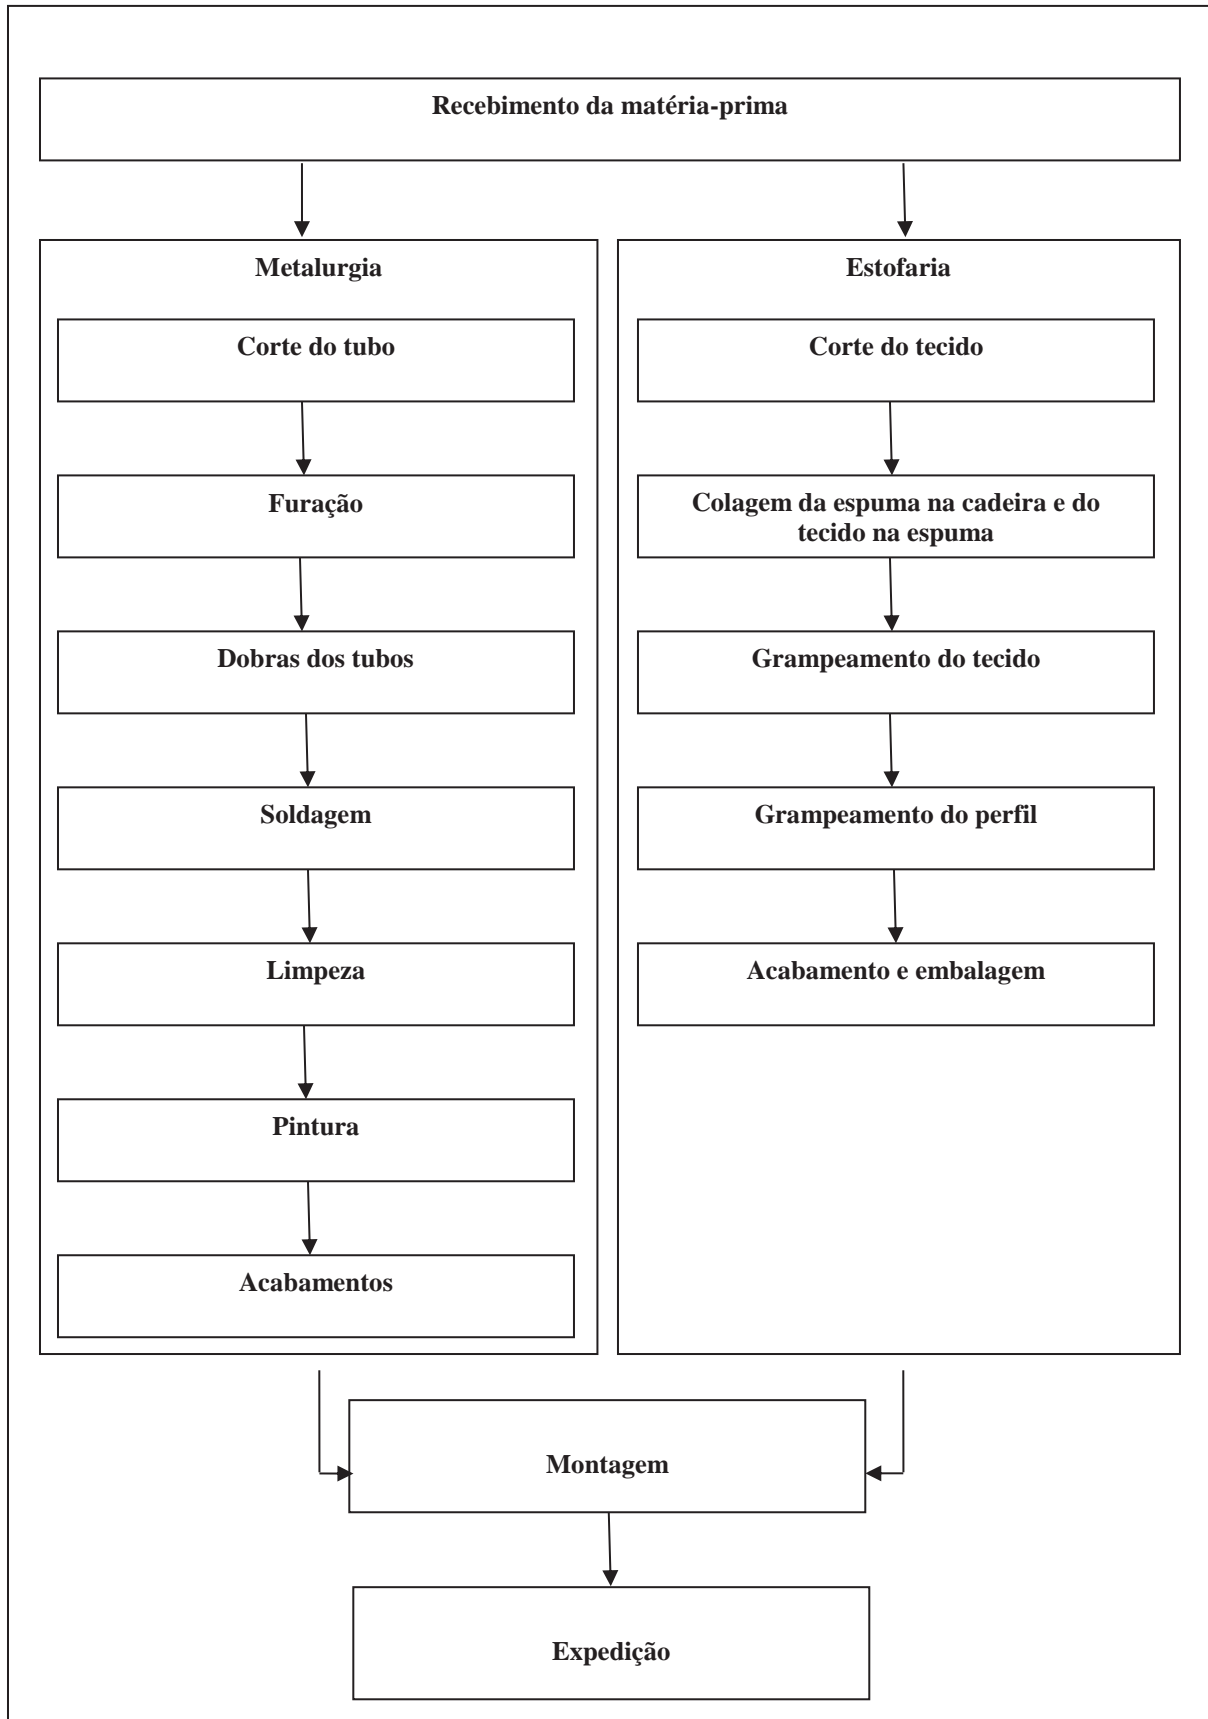 Recebimento da matéria-prima
Metalurgia
Corte do tubo
Furação
Dobras dos tubos
Soldagem
Limpeza
Pintura
Acabamentos
Estofaria
Corte do tecido
Colagem da espuma na cadeira e do
tecido na espuma
Grampeamento do tecido
Grampeamento do perfil
Acabamento e embalagem
Montagem
Expedição